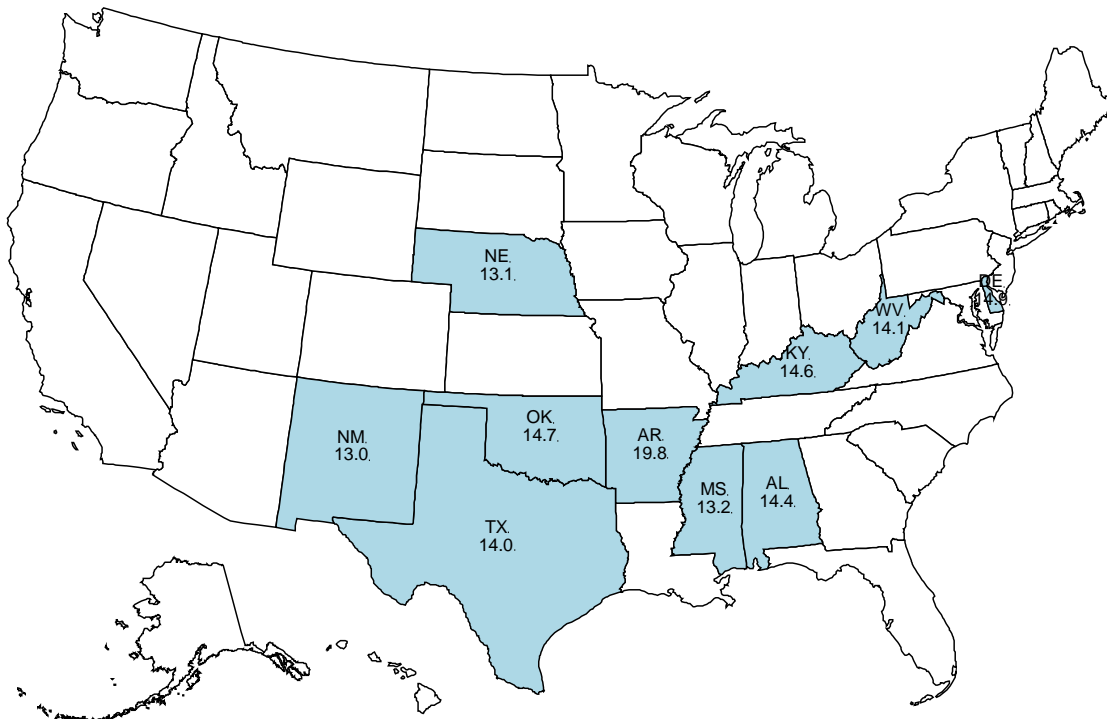 NE.
13.1.
DE.
WV.
14.1
KY.
14.6.
OK.
14.7.
NM.
13.0.
AR.
19.8.
MS.
13.2.
AL.
14.4.
TX.
14.0.